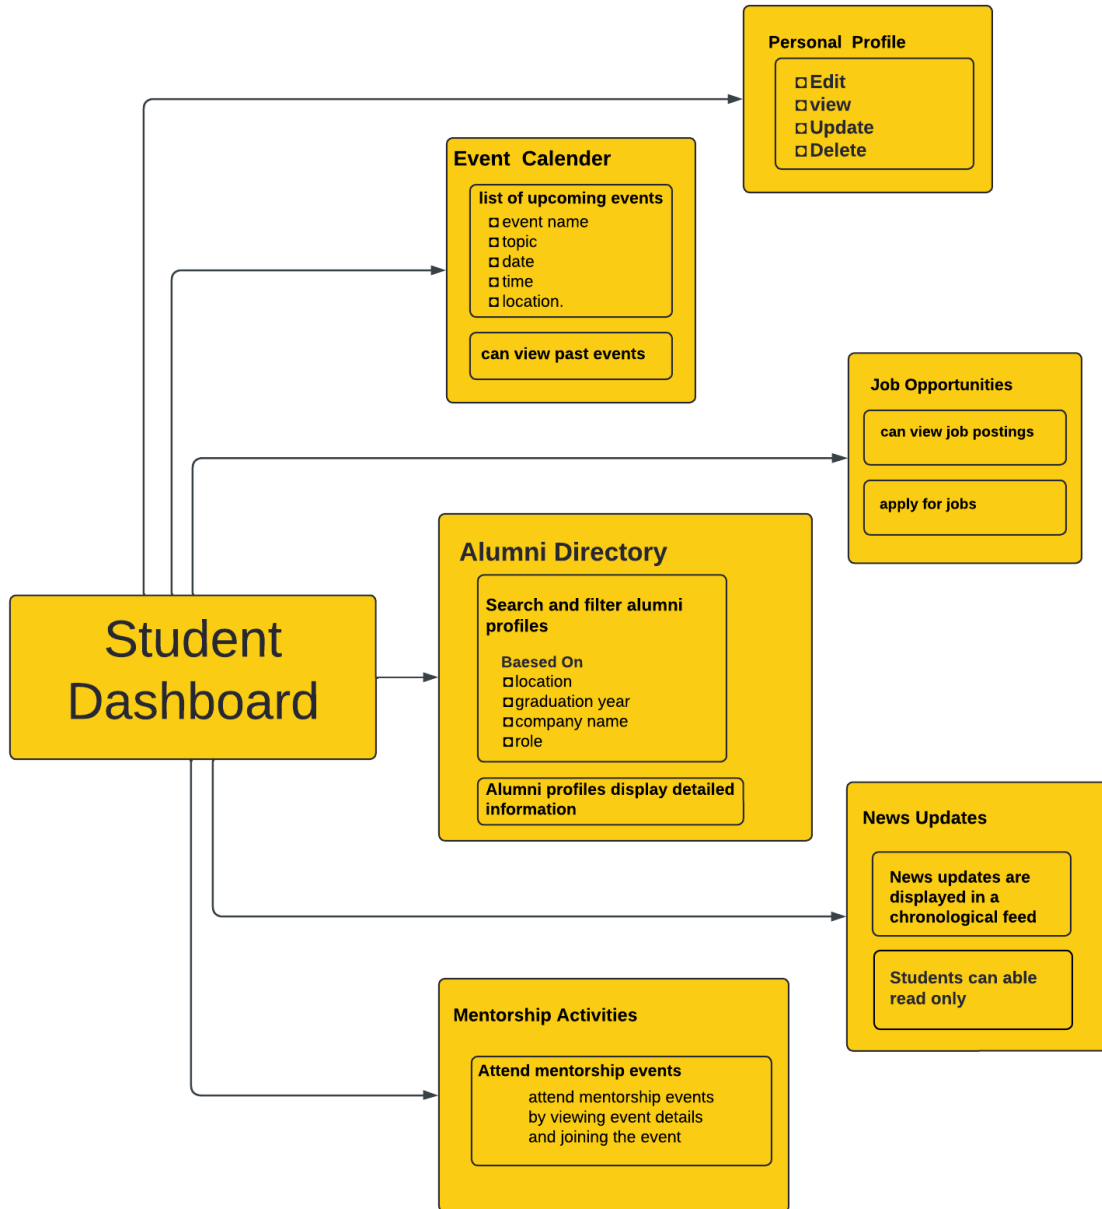 Personal Profile
Edit
view
Update
Delete
Event Calender
list of upcoming events
event name
topic
date
time
location.
can view past events
Job Opportunities
can view job postings
apply for jobs
Alumni Directory
Search and filter alumni
profiles
Baesed On
location
graduation year
company name
role
Alumni profiles display detailed
information
Student
Dashboard
News Updates
News updates are
displayed in a
chronological feed
Students can able
read only
Mentorship Activities
Attend mentorship events
attend mentorship events
by viewing event details
and joining the event